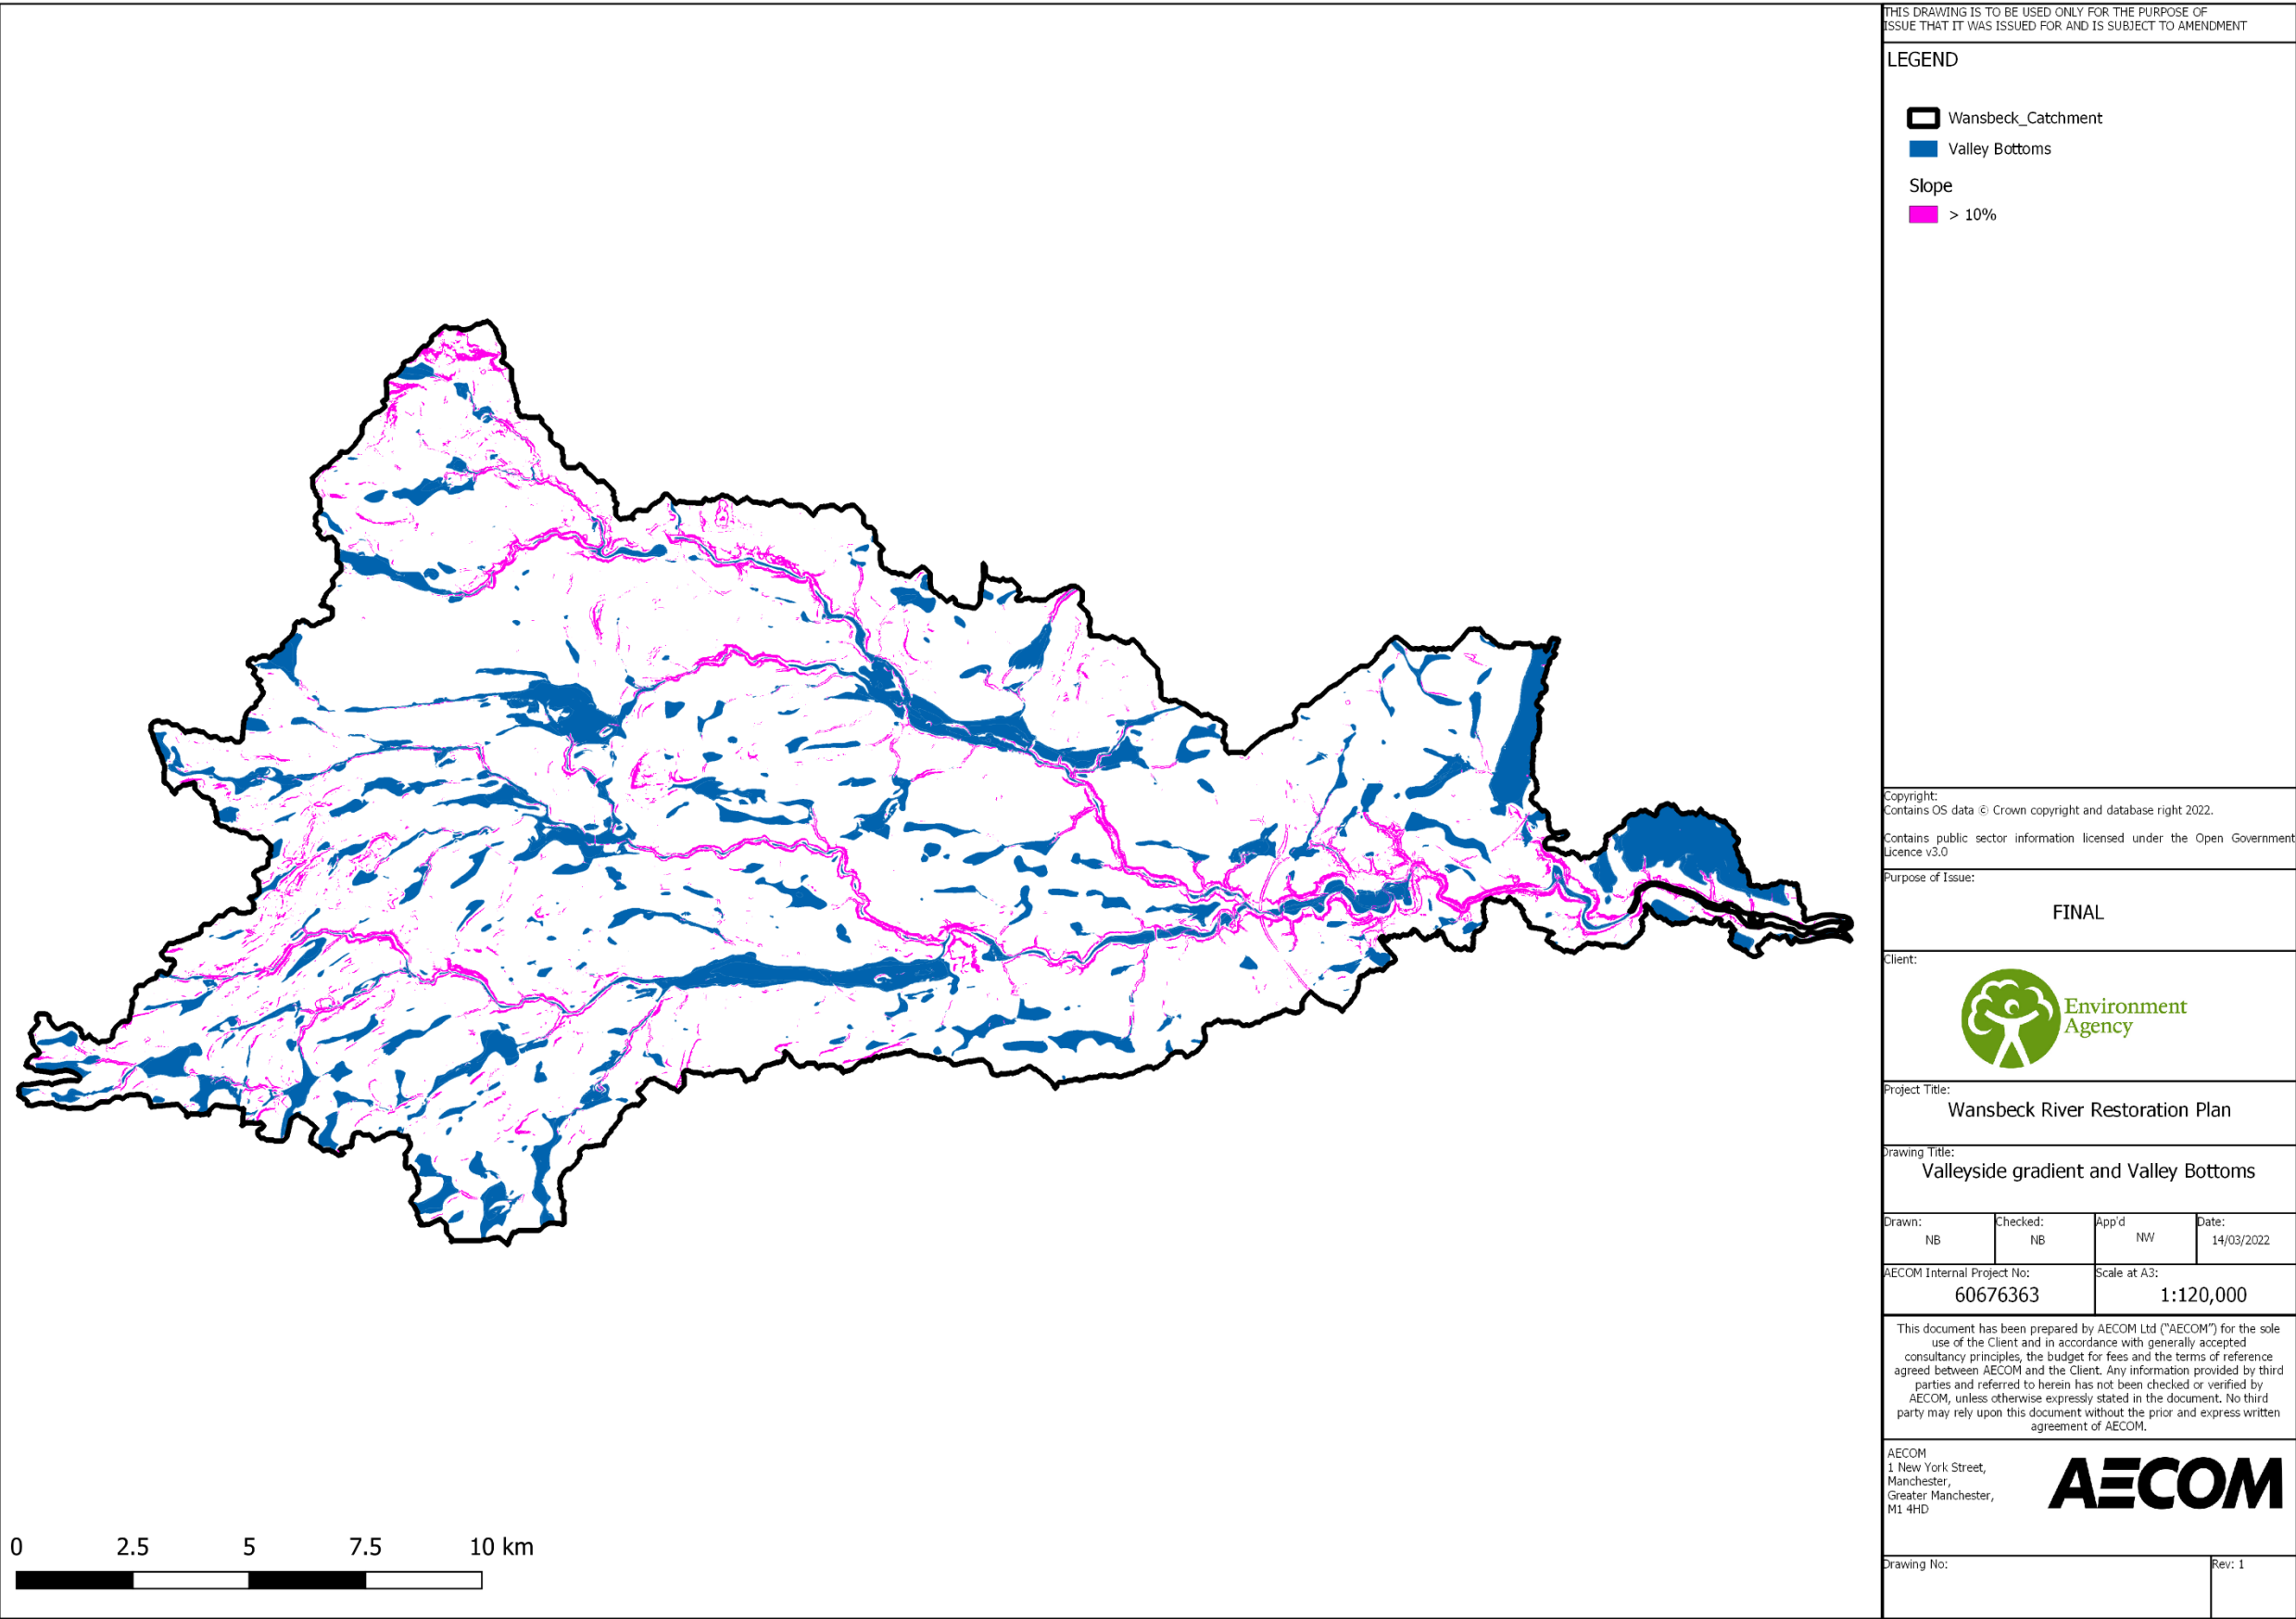 THIS DRAWING IS TO BE USED ONLY FOR THE PURPOSE OF
ISSUE THAT IT WAS ISSUED FOR AND IS SUBJECT TO AMENDMENT
LEGEND
Wansbeck_Catchment
Valley Bottoms
Slope
> 10%
Copyright:
Contains OS data © Crown copyright and database right 2022.
Contains public sector information licensed under the Open Government
Licence v3.0
Purpose of Issue:
FINAL
Client:
Environment
Agency
Project Title:
Wansbeck River Restoration Plan
Drawing Title:
Valleyside gradient and Valley Bottoms
Drawn:
NB
Checked:
NB
App'd
NW
Date:
14/03/2022
AECOM Internal Project No:
60676363
Scale at A3:
1:120,000
This document has been prepared by AECOM Ltd ("AECOM") for the sole
use of the Client and in accordance with generally accepted
consultancy principles, the budget for fees and the terms of reference
agreed between AECOM and the Client. Any information provided by third
parties and referred to herein has not been checked or verified by
AECOM, unless otherwise expressly stated in the document. No third
party may rely upon this document without the prior and express written
agreement of AECOM.
AECOM
1 New York Street,
Manchester,
Greater Manchester,
M1 4HD
AECOM
Drawing No:
Rev: 1
0 2.5 5 7.5 10 km